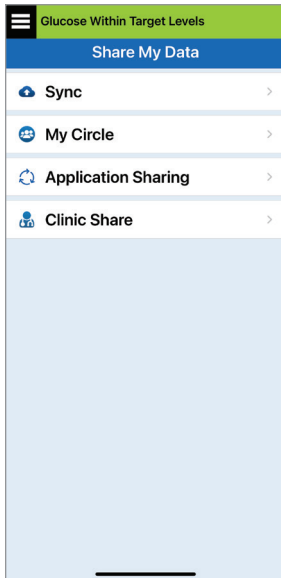 Glucose Within Target Levels
Share My Data
Sync
My Circle
Application Sharing
Clinic Share